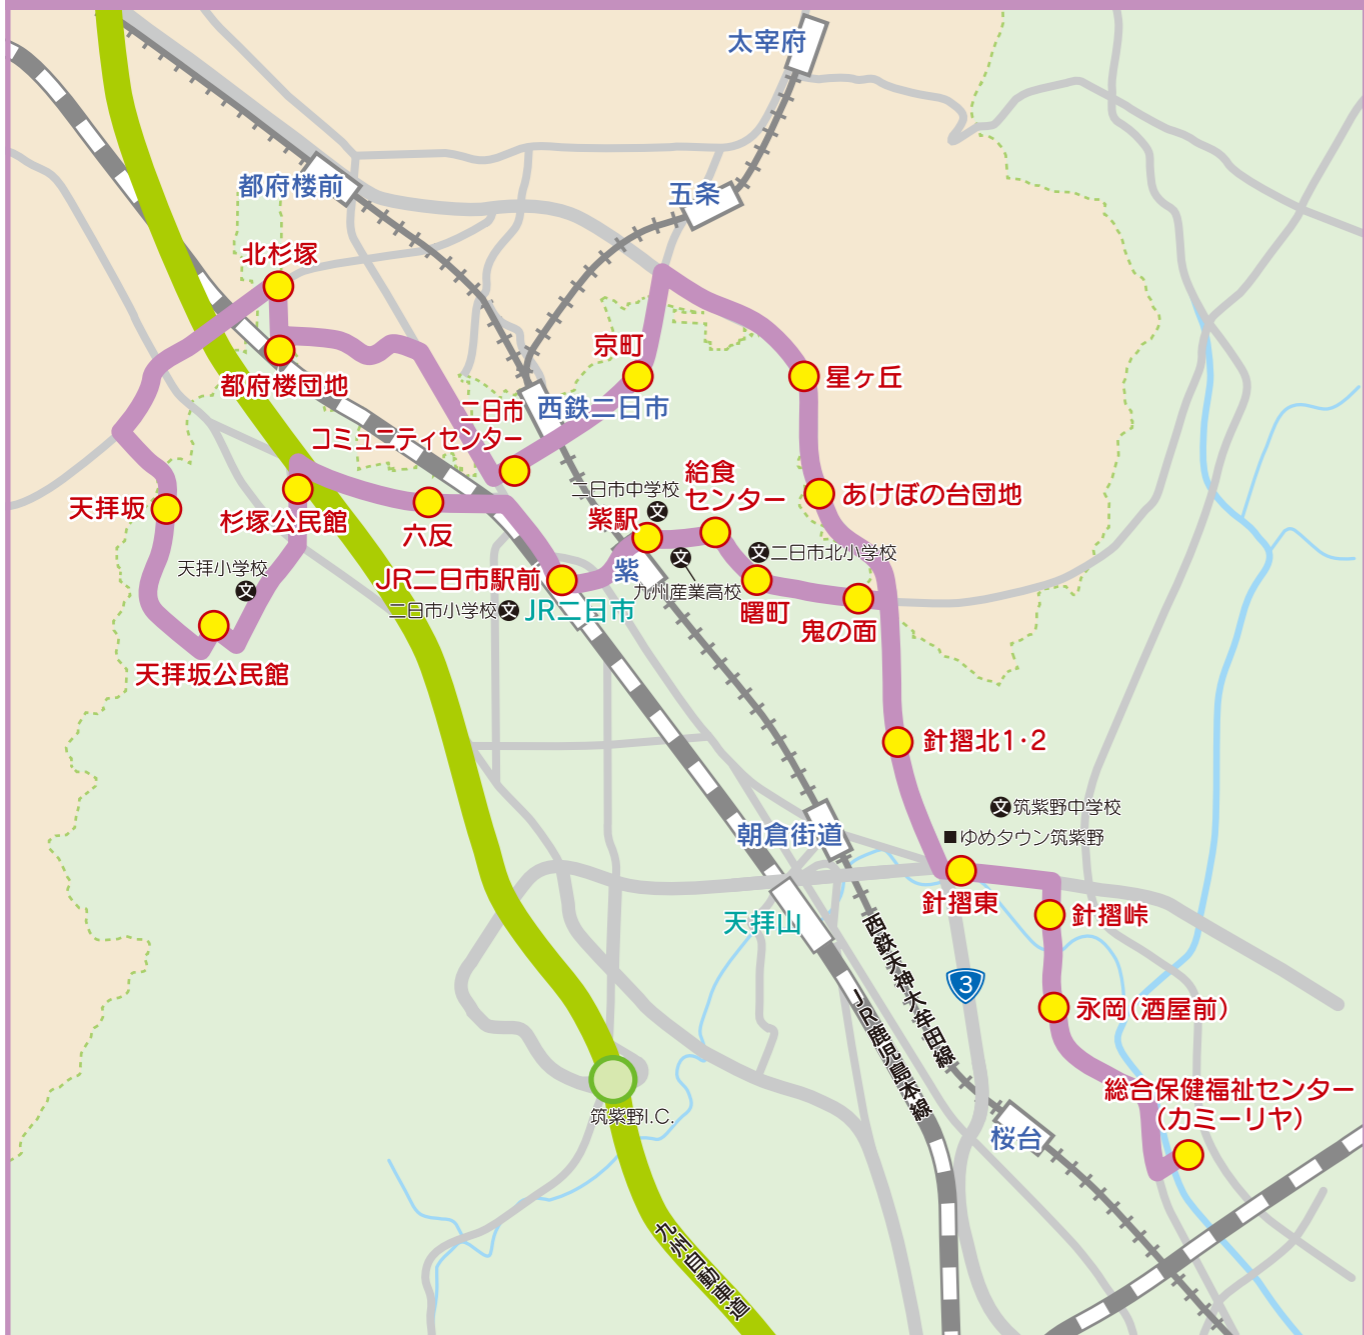 太宰府
都府楼前
五条
北杉塚
京町
都府楼団地
星ヶ丘
西鉄二日市
二日市
コミュニティセンター
給食
センター
二日市中学校
あけぼの台団地
天拝坂
杉塚公民館
六反
紫駅
二日市北小学校
天拝小学校
JR二日市駅前
紫
九州産業高校
二日市小学校
JR二日市
曙町
鬼の面
天拝坂公民館
針摺北1・2
筑紫野中学校
朝倉街道
ゆめタウン筑紫野
針摺東
針摺峠
天拝山
西鉄天神大牟田線
3
永岡(酒屋前)
JR鹿児島本線
総合保健福祉センター
(カミーリヤ)
筑紫野I.C.
桜台
九州自動車道